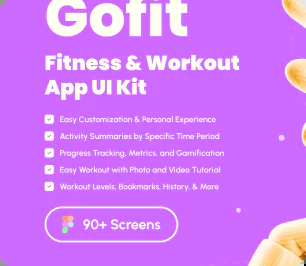 Gofit
Fitness & Workout
App UI Kit
Easy Customization & Personal Experience
Activity Summaries by Specific Time Period
Progress Tracking, Metrics, and Gamification
Easy Workout with Photo and Video Tutorial
Workout Levels, Bookmarks, History, & More
90+ Screens